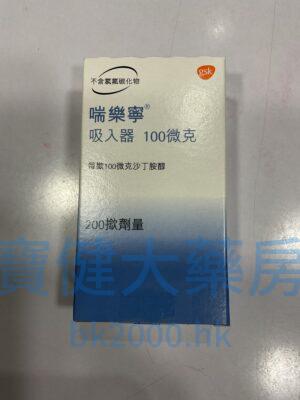 不含氯氟碳化物
gsk
喘樂寧®
吸入器 100微克
每撳100微克沙丁胺醇
200撳劑量
寶健大藥房
bk2000.hk